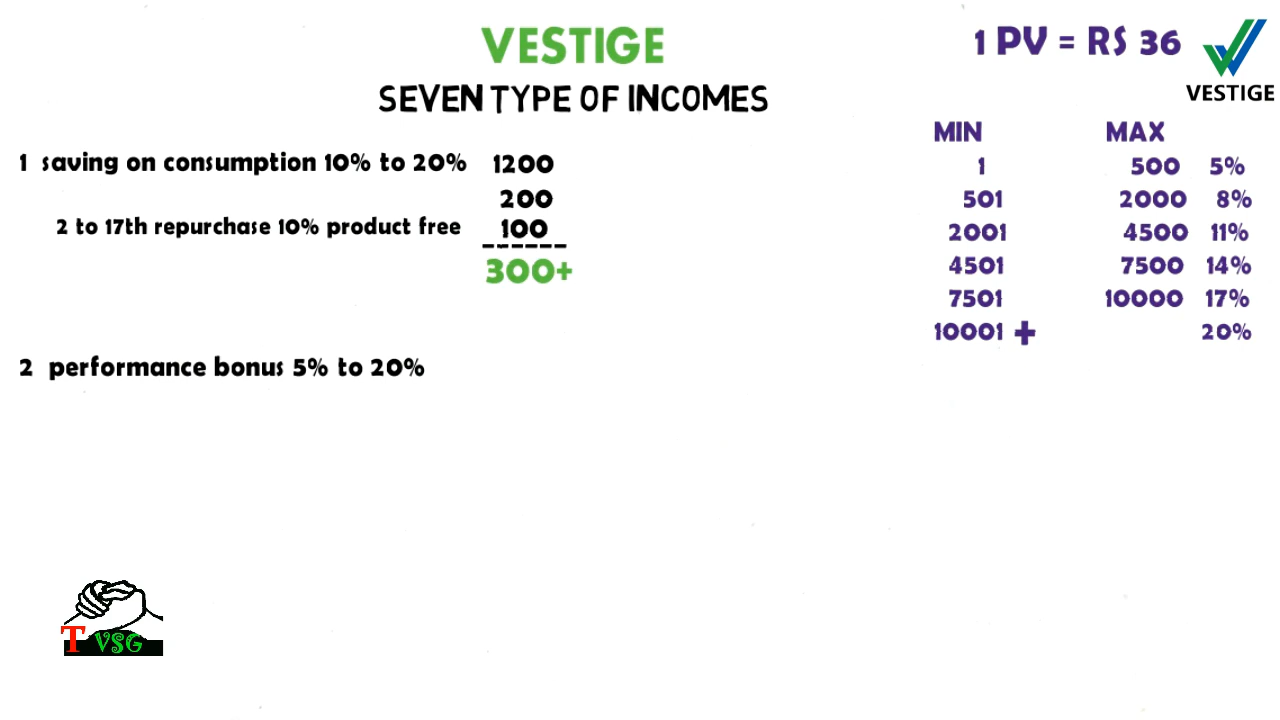 VESTIGE
1 PV = RS 36
VESTIGE
SEVEN TYPE OF INCOMES
MIN MAX
1 saving on consumption 10% to 20% 1200
200
2 to 17th repurchase 10% product free 100
------
300+
1 500 5%
501 2000 8%
2001 4500 11%
4501 7500 14%
7501 10000 17%
10001 + 20%
2 performance bonus 5% to 20%
T VSG